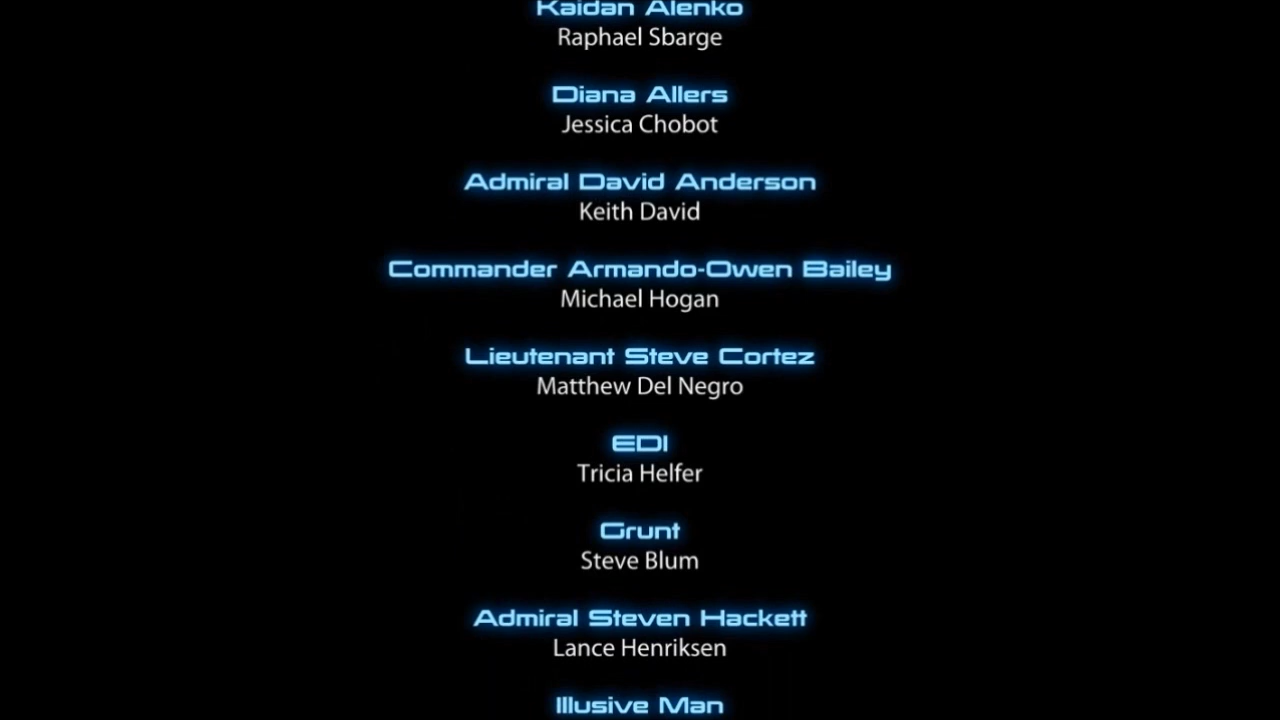 Kaidan Alenko
Raphael Sbarge
Diana Allers
Jessica Chobot
Admiral David Anderson
Keith David
Commander Armando-Owen Bailey
Michael Hogan
Lieutenant Steve Cortez
Matthew Del Negro
EDI
Tricia Helfer
Grunt
Steve Blum
Admiral Steven Hackett
Lance Henriksen
Illusive Man